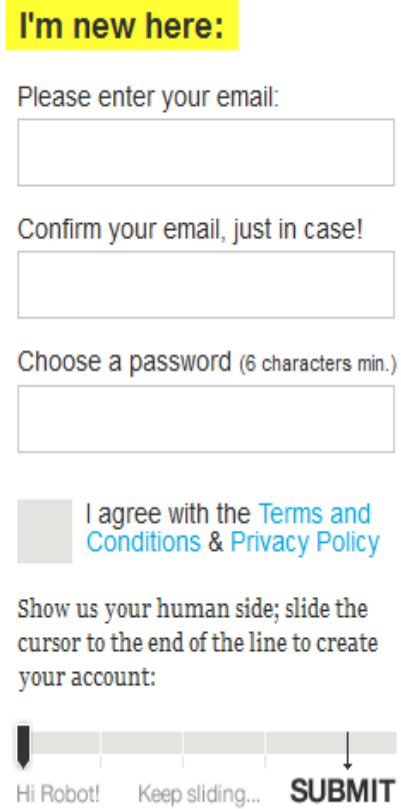 I'm new here:
Please enter your email:
Confirm your email, just in case!
Choose a password (6 characters min.)
I agree with the Terms and
Conditions & Privacy Policy
Show us your human side; slide the
cursor to the end of the line to create
your account:
Hi Robot! Keep sliding... SUBMIT